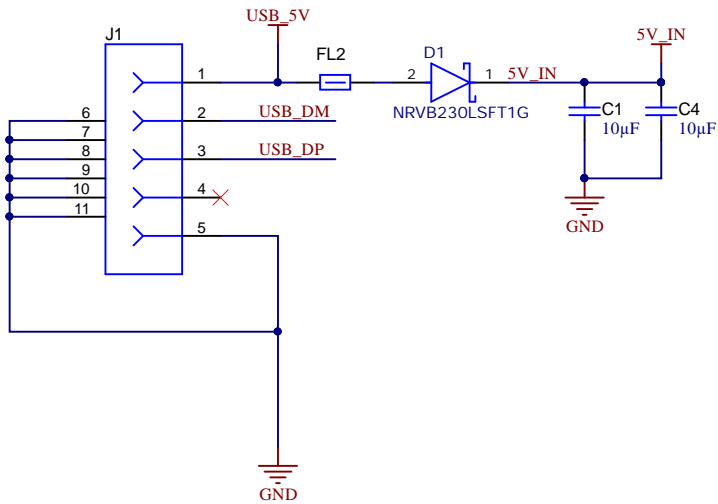 USB_5V
5V_IN
J1
FL2
D1
1
2
1
5V_IN
NRVB230LSFT1G
C1
10µF
C4
10µF
6
2
USB_DM
7
8
3
USB_DP
9
10
4
11
5
GND
GND